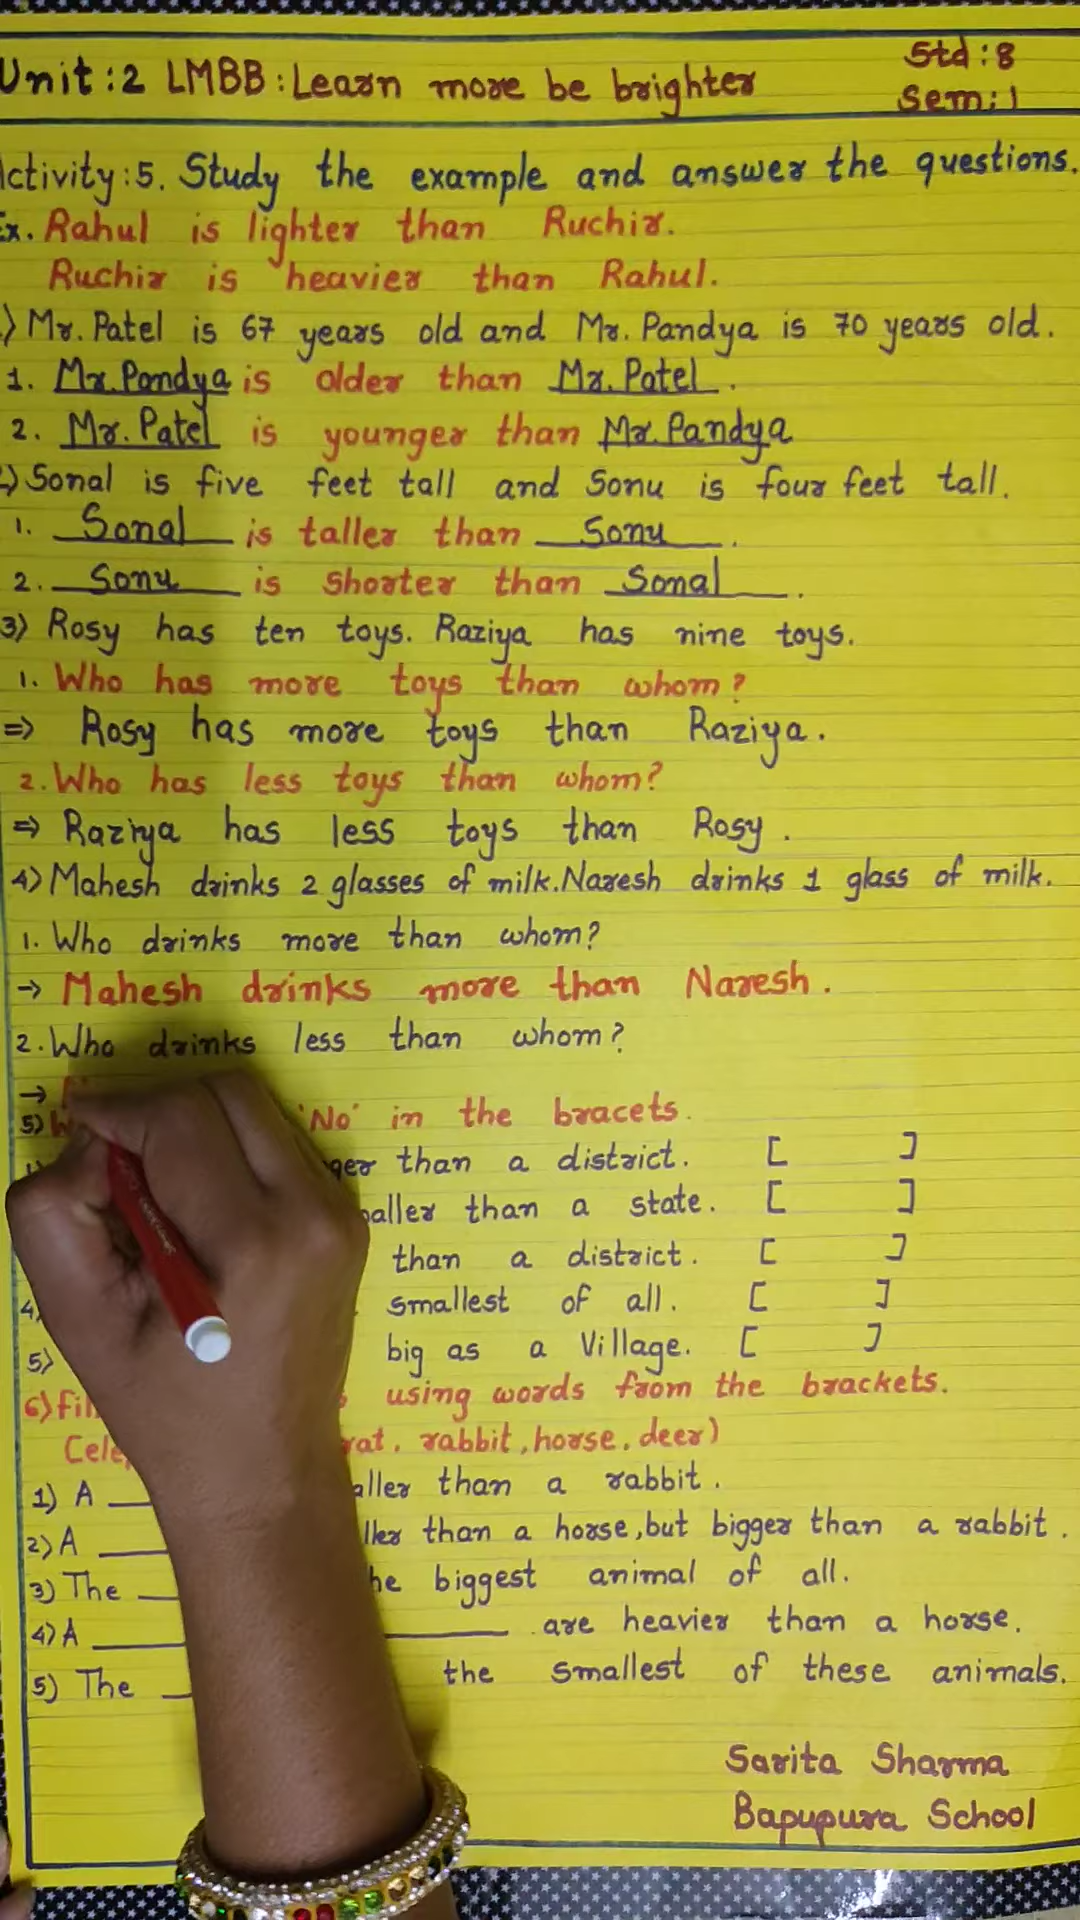 Unit:2 LMBB:Learn more be brighter
Std:8
Sem:1
Activity:5. Study the example and answer the questions.
Ex. Rahul is lighter than Ruchir.
Ruchir is heavier than Rahul.
) Mr. Patel is 67 years old and Mr. Pandya is 70 years old.
1. Mr. Pandya is older than Mr. Patel.
2. Mr. Patel is younger than Mr. Pandya
) Sonal is five feet tall and Sonu is four feet tall.
1. Sonal is taller than Sonu.
2. Sonu is shorter than Sonal.
3) Rosy has ten toys. Raziya has nine toys.
1. Who has more toys than whom?
=> Rosy has more toys than Raziya.
2. Who has less toys than whom?
=> Raziya has less toys than Rosy.
4) Mahesh drinks 2 glasses of milk. Naresh drinks 1 glass of milk.
1. Who drinks more than whom?
→ Mahesh drinks more than Naresh.
2. Who drinks less than whom?
→
5) 'No' in the bracets.
than a district. [ ]
than a state. [ ]
than a district. [ ]
4) smallest of all. [ ]
5) big as a Village. [ ]
6) using words from the brackets.
rat, rabbit, horse, deer)
1) A ___ than a rabbit.
2) A ___ than a horse, but bigger than a rabbit.
3) The ___ biggest animal of all.
4) A ___ ___ are heavier than a horse.
5) The ___ the smallest of these animals.
Sarita Sharma
Bapupura School